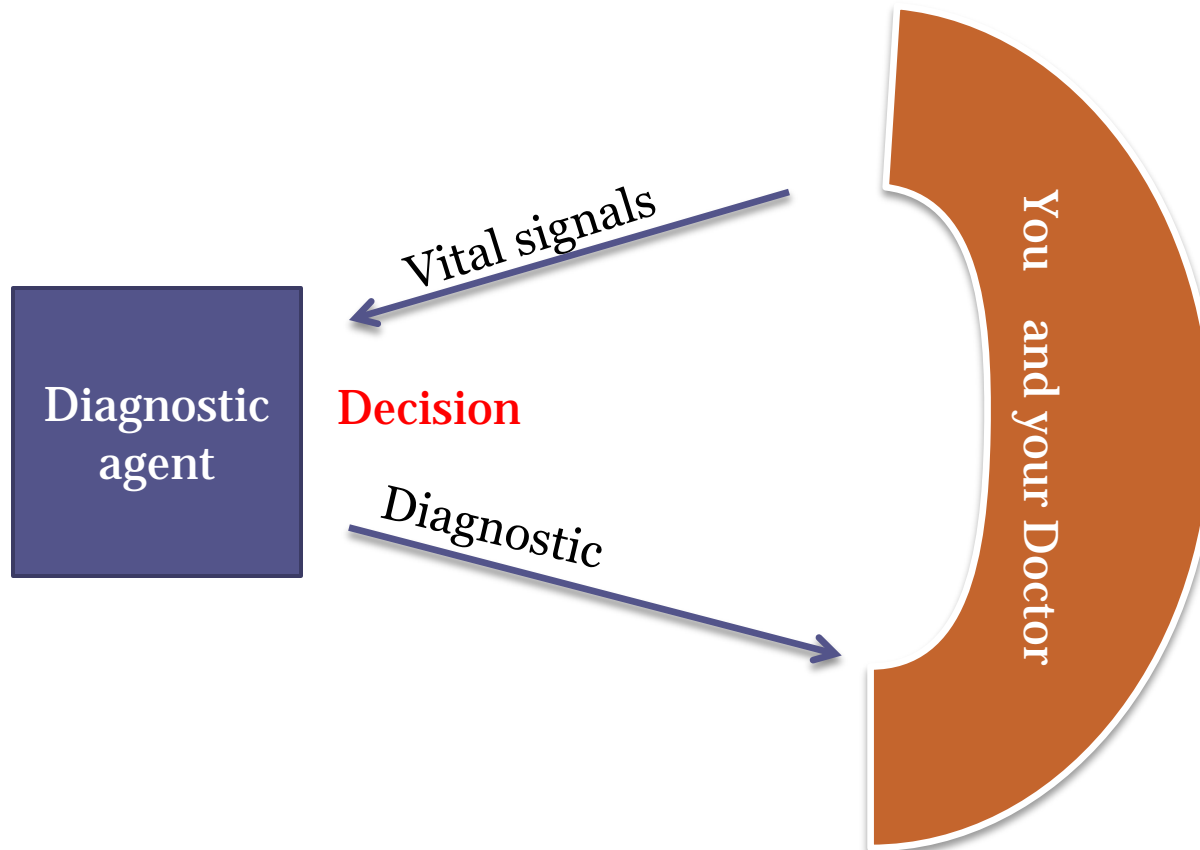 Vital signals
Diagnostic
agent
Decision
Diagnostic
You and your Doctor